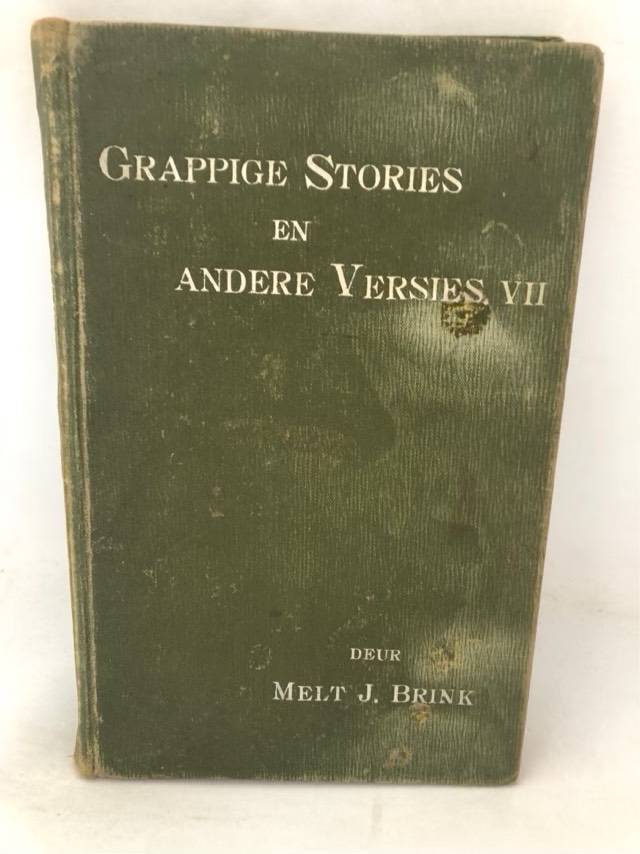 GRAPPIGE STORIES
EN
ANDERE VERSIES, VII
DEUR
MELT J. BRINK